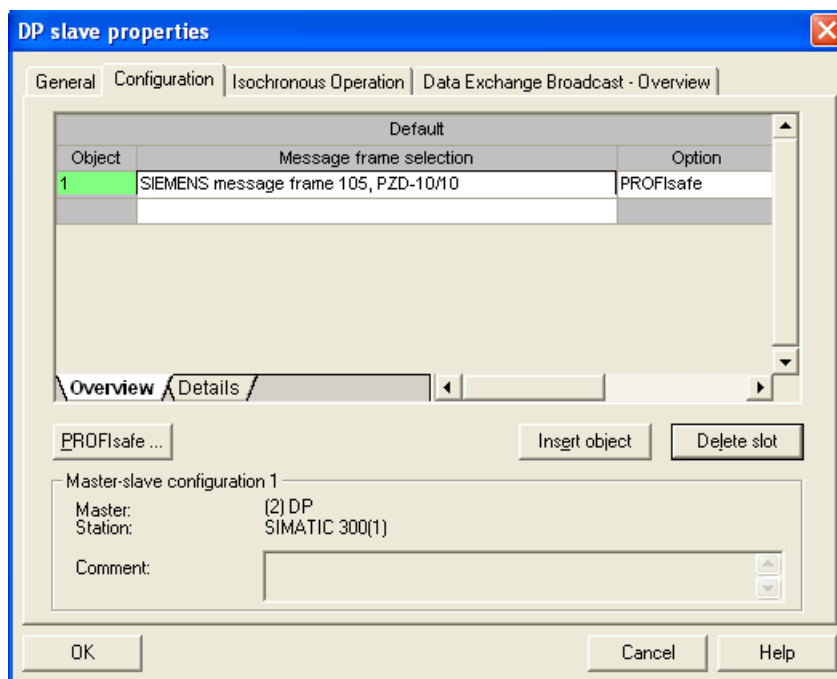 DP slave properties
General Configuration Isochronous Operation Data Exchange Broadcast - Overview
Default
Object Message frame selection Option
1 SIEMENS message frame 105, PZD-10/10 PROFIsafe
Overview Details
PROFIsafe ... Insert object Delete slot
Master-slave configuration 1
Master: (2) DP
Station: SIMATIC 300(1)
Comment:
OK Cancel Help